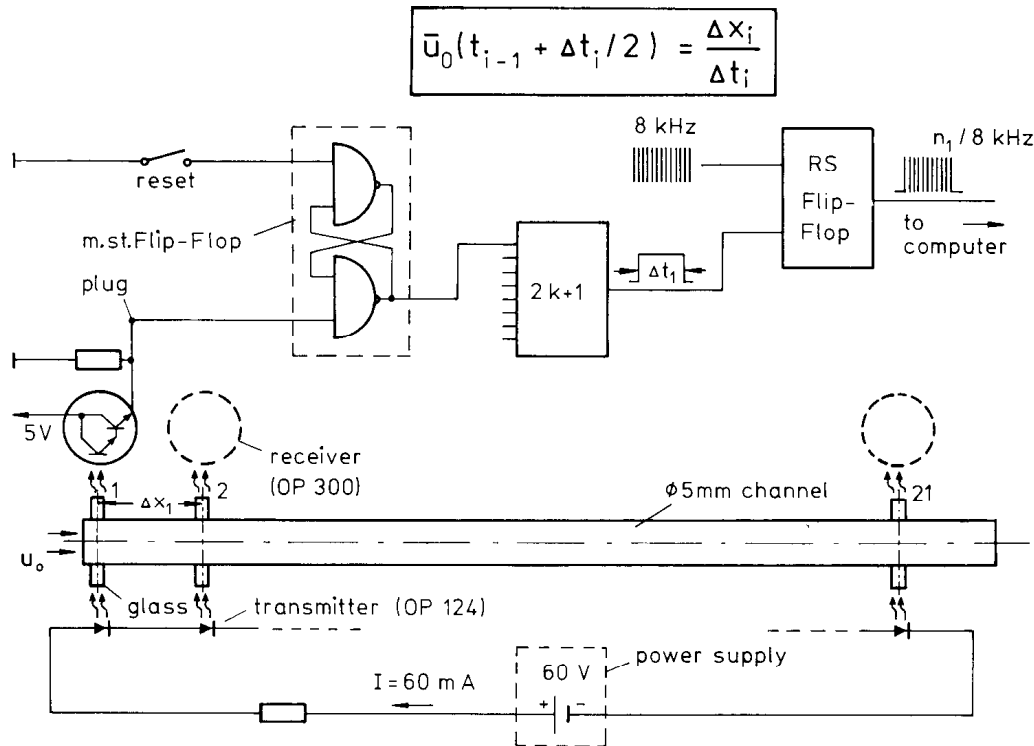 ū₀(tᵢ₋₁ + Δtᵢ/2) = Δxᵢ/Δtᵢ
8 kHz
n₁/8 kHz
RS
Flip-
Flop
to
computer
reset
m.st.Flip-Flop
plug
2k+1
Δt₁
5V
receiver
(OP 300)
1
Δx₁
2
ϕ5mm channel
21
u₀
glass
transmitter (OP 124)
power supply
60 V
I=60 mA
+
-